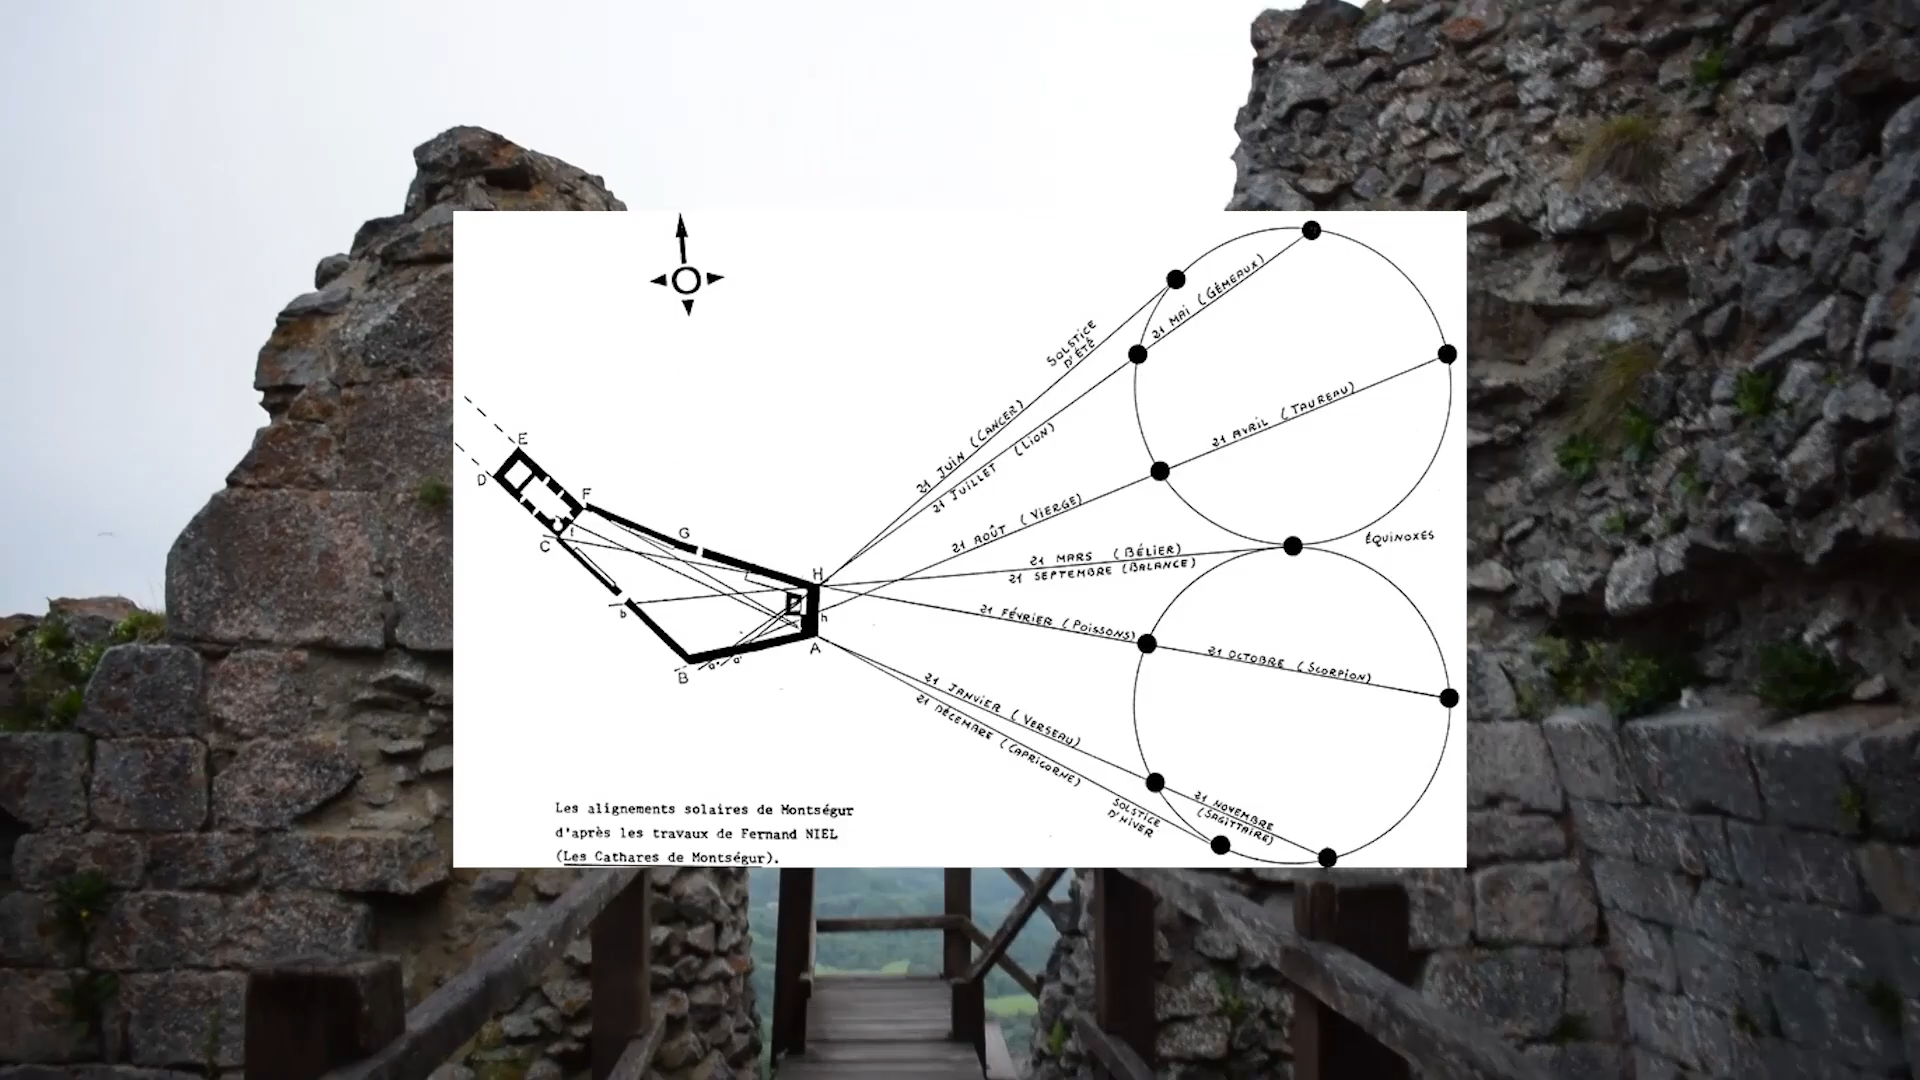 SOLSTICE
D'ÉTÉ
21 MAI (GÉMEAUX)
21 JUIN (CANCER)
21 JUILLET (LION)
21 AVRIL (TAUREAU)
21 AOÛT (VIERGE)
21 MARS (BÉLIER)
21 SEPTEMBRE (BALANCE)
ÉQUINOXES
21 FÉVRIER (POISSONS)
21 OCTOBRE (SCORPION)
21 JANVIER (VERSEAU)
21 DÉCEMBRE (CAPRICORNE)
21 NOVEMBRE
(SAGITTAIRE)
SOLSTICE
D'HIVER
E
D
F
C
f
G
H
h
b
A
B
a'
a"
Les alignements solaires de Montségur
d'après les travaux de Fernand NIEL
(Les Cathares de Montségur).